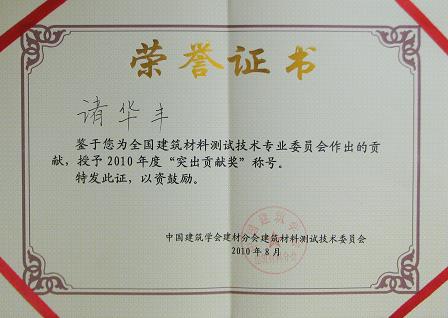 荣誉证书
诸华丰
鉴于您为全国建筑材料测试技术专业委员会作出的贡
献，授予2010年度“突出贡献奖”称号。
特发此证，以资鼓励。
中国建筑学会建材分会建筑材料测试技术委员会
2010年8月